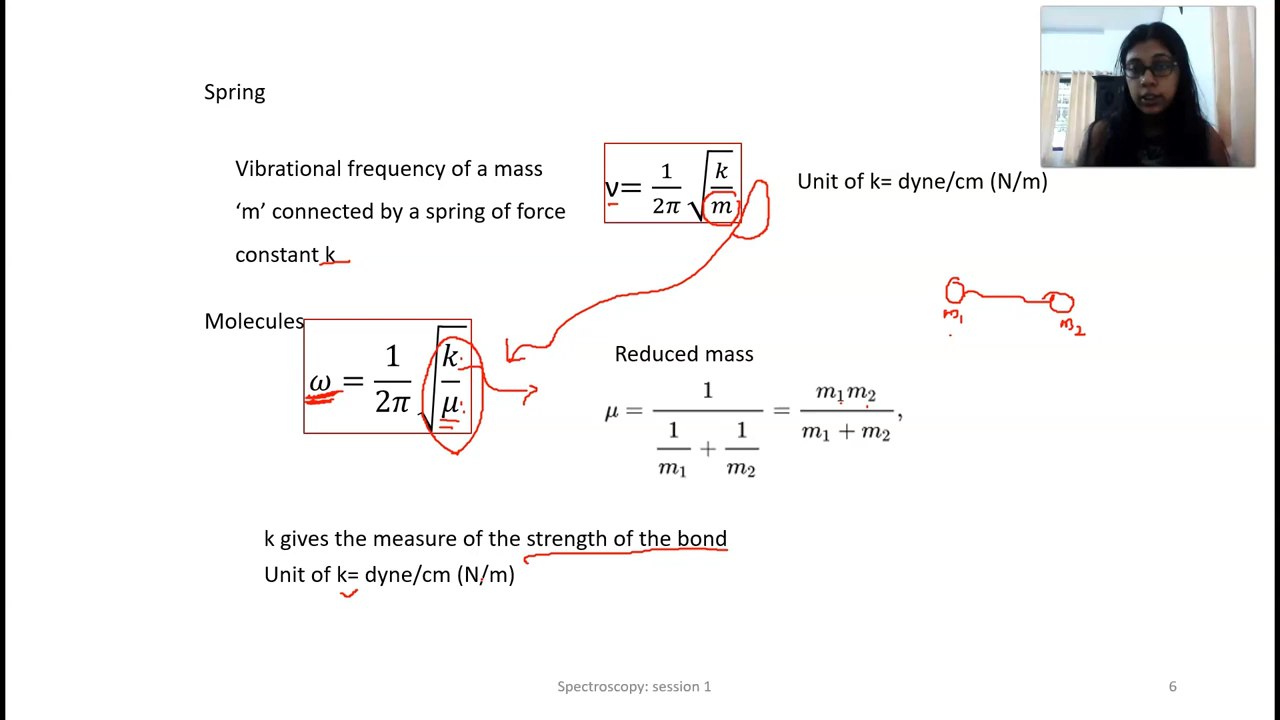 Spring
Vibrational frequency of a mass
‘m’ connected by a spring of force
constant k
ν= 1/2π √k/m
Unit of k= dyne/cm (N/m)
m₁ m₂
Molecules
ω = 1/2π √k/μ
Reduced mass
μ = 1/(1/m₁ + 1/m₂) = m₁m₂/(m₁ + m₂),
k gives the measure of the strength of the bond
Unit of k= dyne/cm (N/m)
Spectroscopy: session 1
6